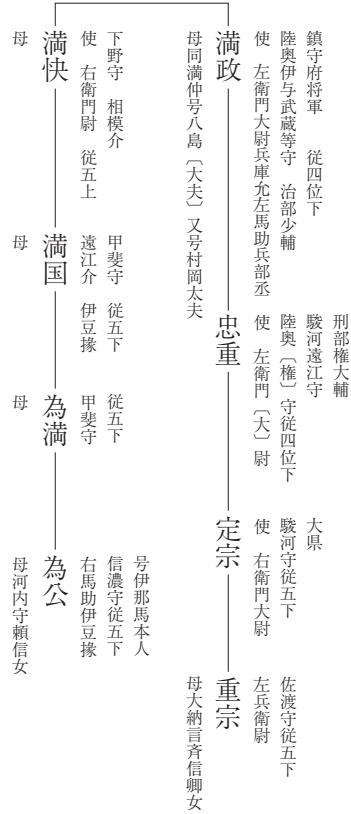 鎮守府将軍　従四位下
陸奥伊与武蔵等守　治部少輔
使　左衛門大尉兵庫允左馬助兵部丞
満政
母同満仲号八島〔大夫〕又号村岡太夫
刑部権大輔
駿河遠江守
陸奥〔権〕守従四位下
使　左衛門〔大〕尉
忠重
大県
駿河守従五下
使　右衛門大尉
定宗
佐渡守従五下
左兵衛尉
重宗
母大納言斉信卿女
下野守　相模介
使　右衛門尉　従五上
満快
母
甲斐守　従五下
遠江介　伊豆掾
満国
母
従五下
甲斐守
為満
母
号伊那馬本人
信濃守従五下
右馬助伊豆掾
為公
母河内守頼信女